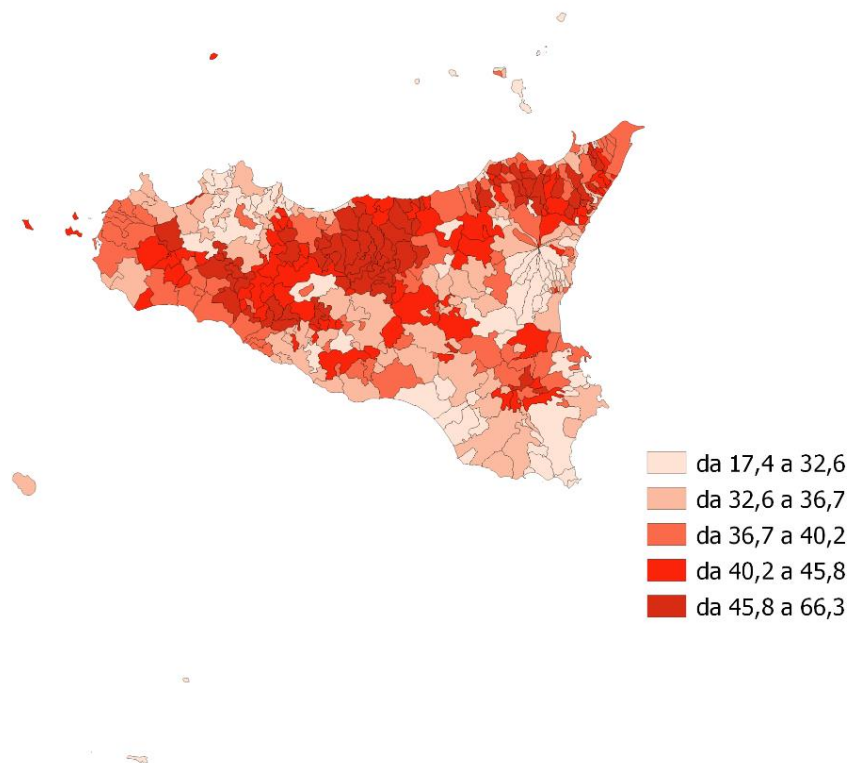 da 17,4 a 32,6
da 32,6 a 36,7
da 36,7 a 40,2
da 40,2 a 45,8
da 45,8 a 66,3